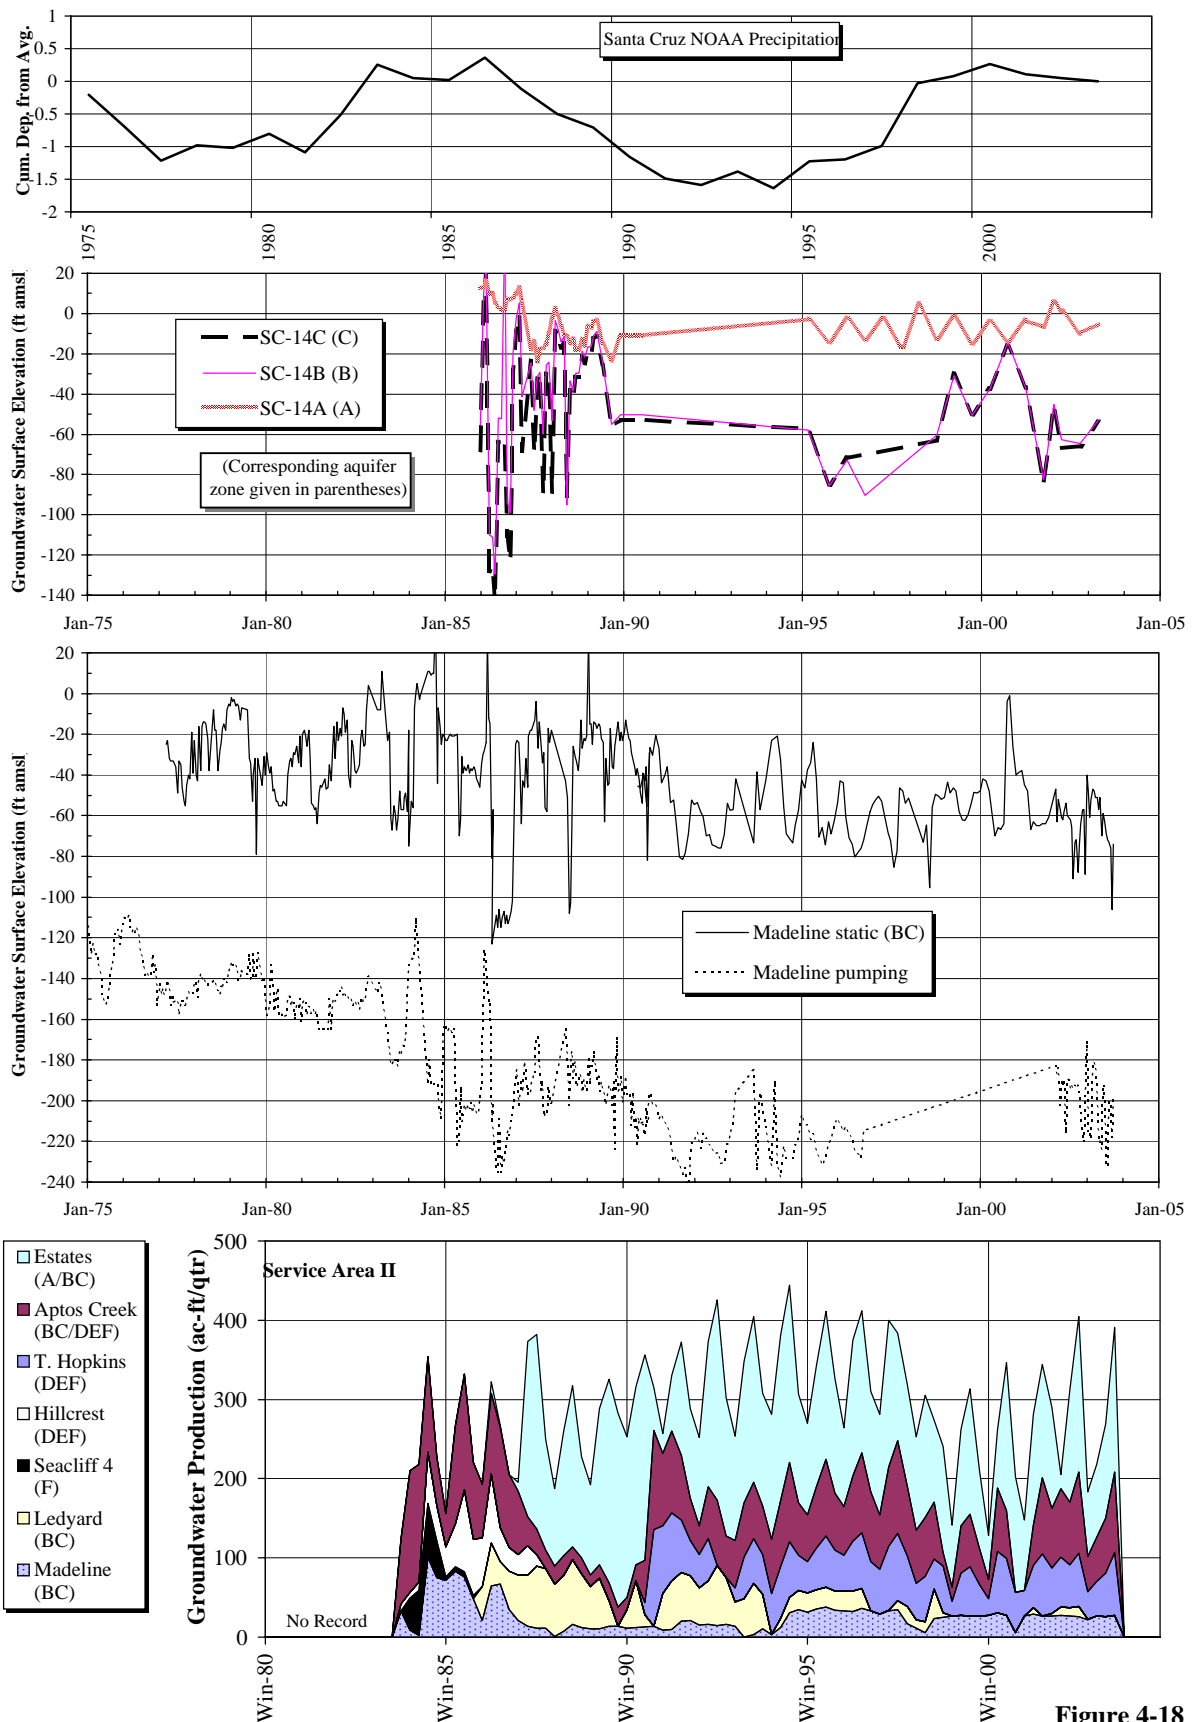 Cum. Dep. from Avg.
1
0.5
0
-0.5
-1
-1.5
-2
Santa Cruz NOAA Precipitation
1975
1980
1985
1990
1995
2000
Groundwater Surface Elevation (ft amsl)
20
0
-20
-40
-60
-80
-100
-120
-140
SC-14C (C)
SC-14B (B)
SC-14A (A)
(Corresponding aquifer
zone given in parentheses)
Jan-75
Jan-80
Jan-85
Jan-90
Jan-95
Jan-00
Jan-05
Groundwater Surface Elevation (ft amsl)
20
0
-20
-40
-60
-80
-100
-120
-140
-160
-180
-200
-220
-240
Madeline static (BC)
Madeline pumping
Jan-75
Jan-80
Jan-85
Jan-90
Jan-95
Jan-00
Jan-05
Estates
(A/BC)
Aptos Creek
(BC/DEF)
T. Hopkins
(DEF)
Hillcrest
(DEF)
Seacliff 4
(F)
Ledyard
(BC)
Madeline
(BC)
Groundwater Production (ac-ft/qtr)
500
400
300
200
100
0
Service Area II
No Record
Win-80
Win-85
Win-90
Win-95
Win-00
Figure 4-18